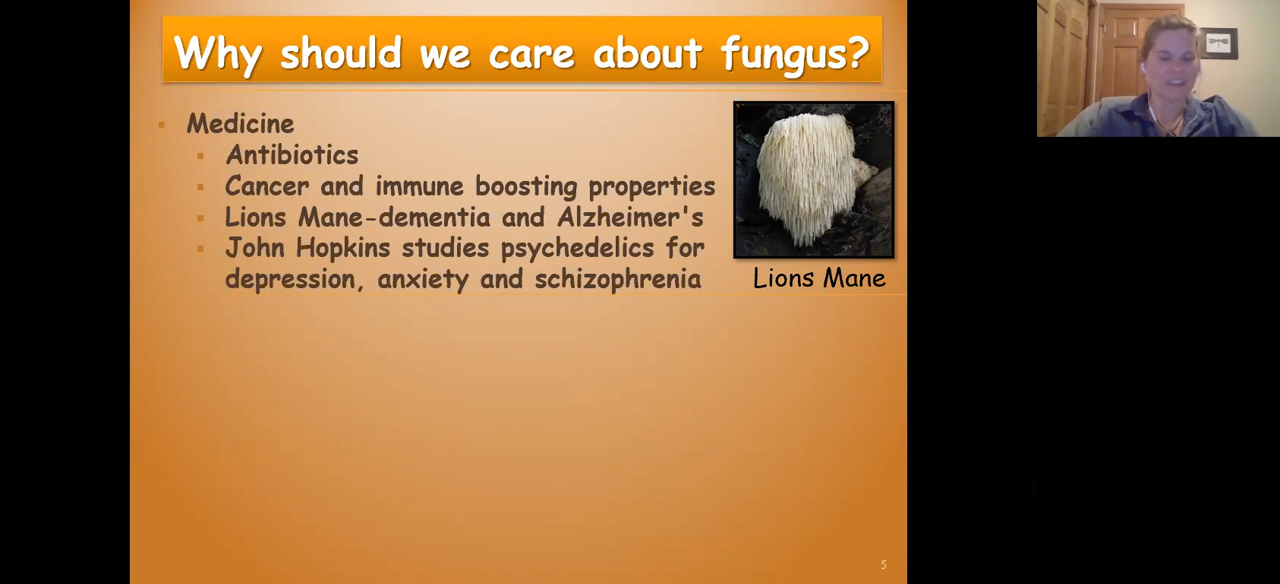 Why should we care about fungus?
Medicine
Antibiotics
Cancer and immune boosting properties
Lions Mane-dementia and Alzheimer's
John Hopkins studies psychedelics for
depression, anxiety and schizophrenia
Lions Mane
5